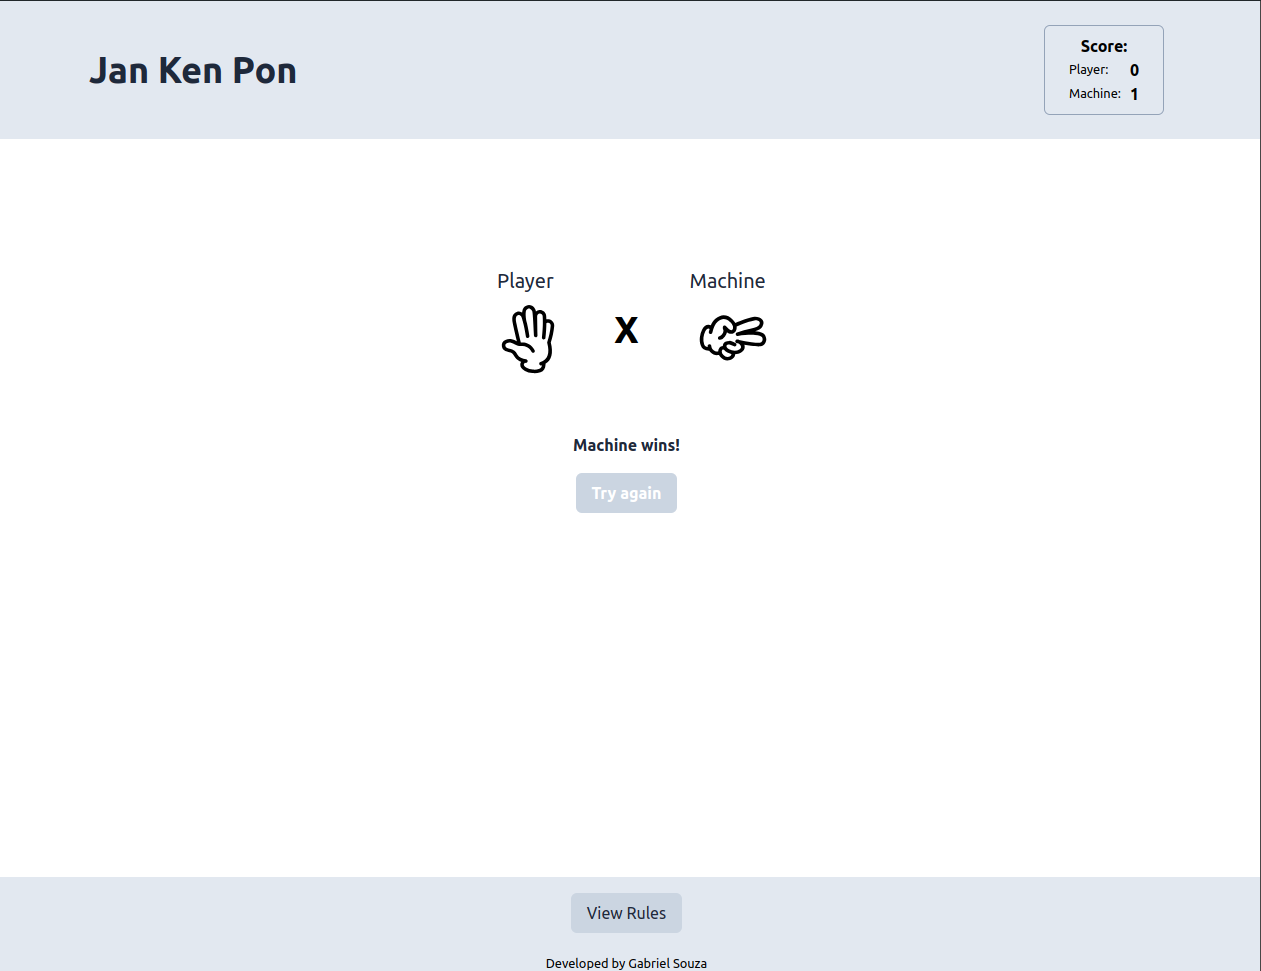 Jan Ken Pon
Score:
Player: 0
Machine: 1
Player
Machine
X
Machine wins!
Try again
View Rules
Developed by Gabriel Souza